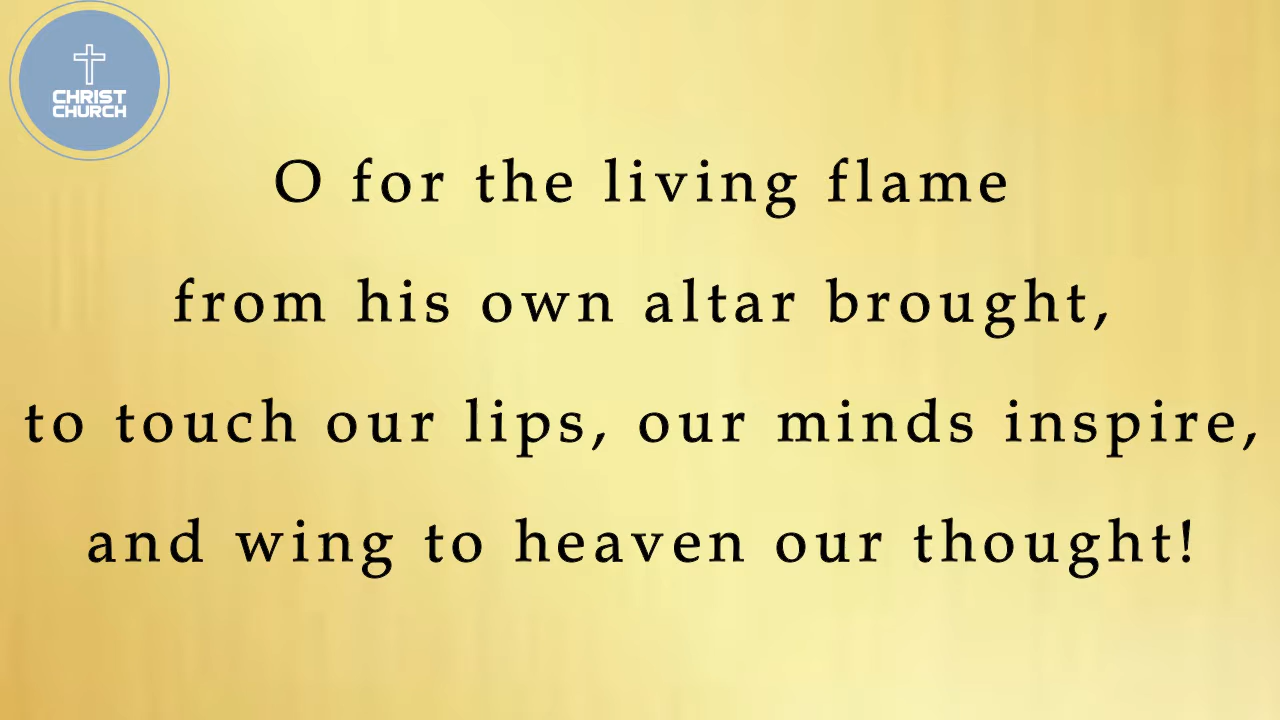 CHRIST
CHURCH
O for the living flame
from his own altar brought,
to touch our lips, our minds inspire,
and wing to heaven our thought!